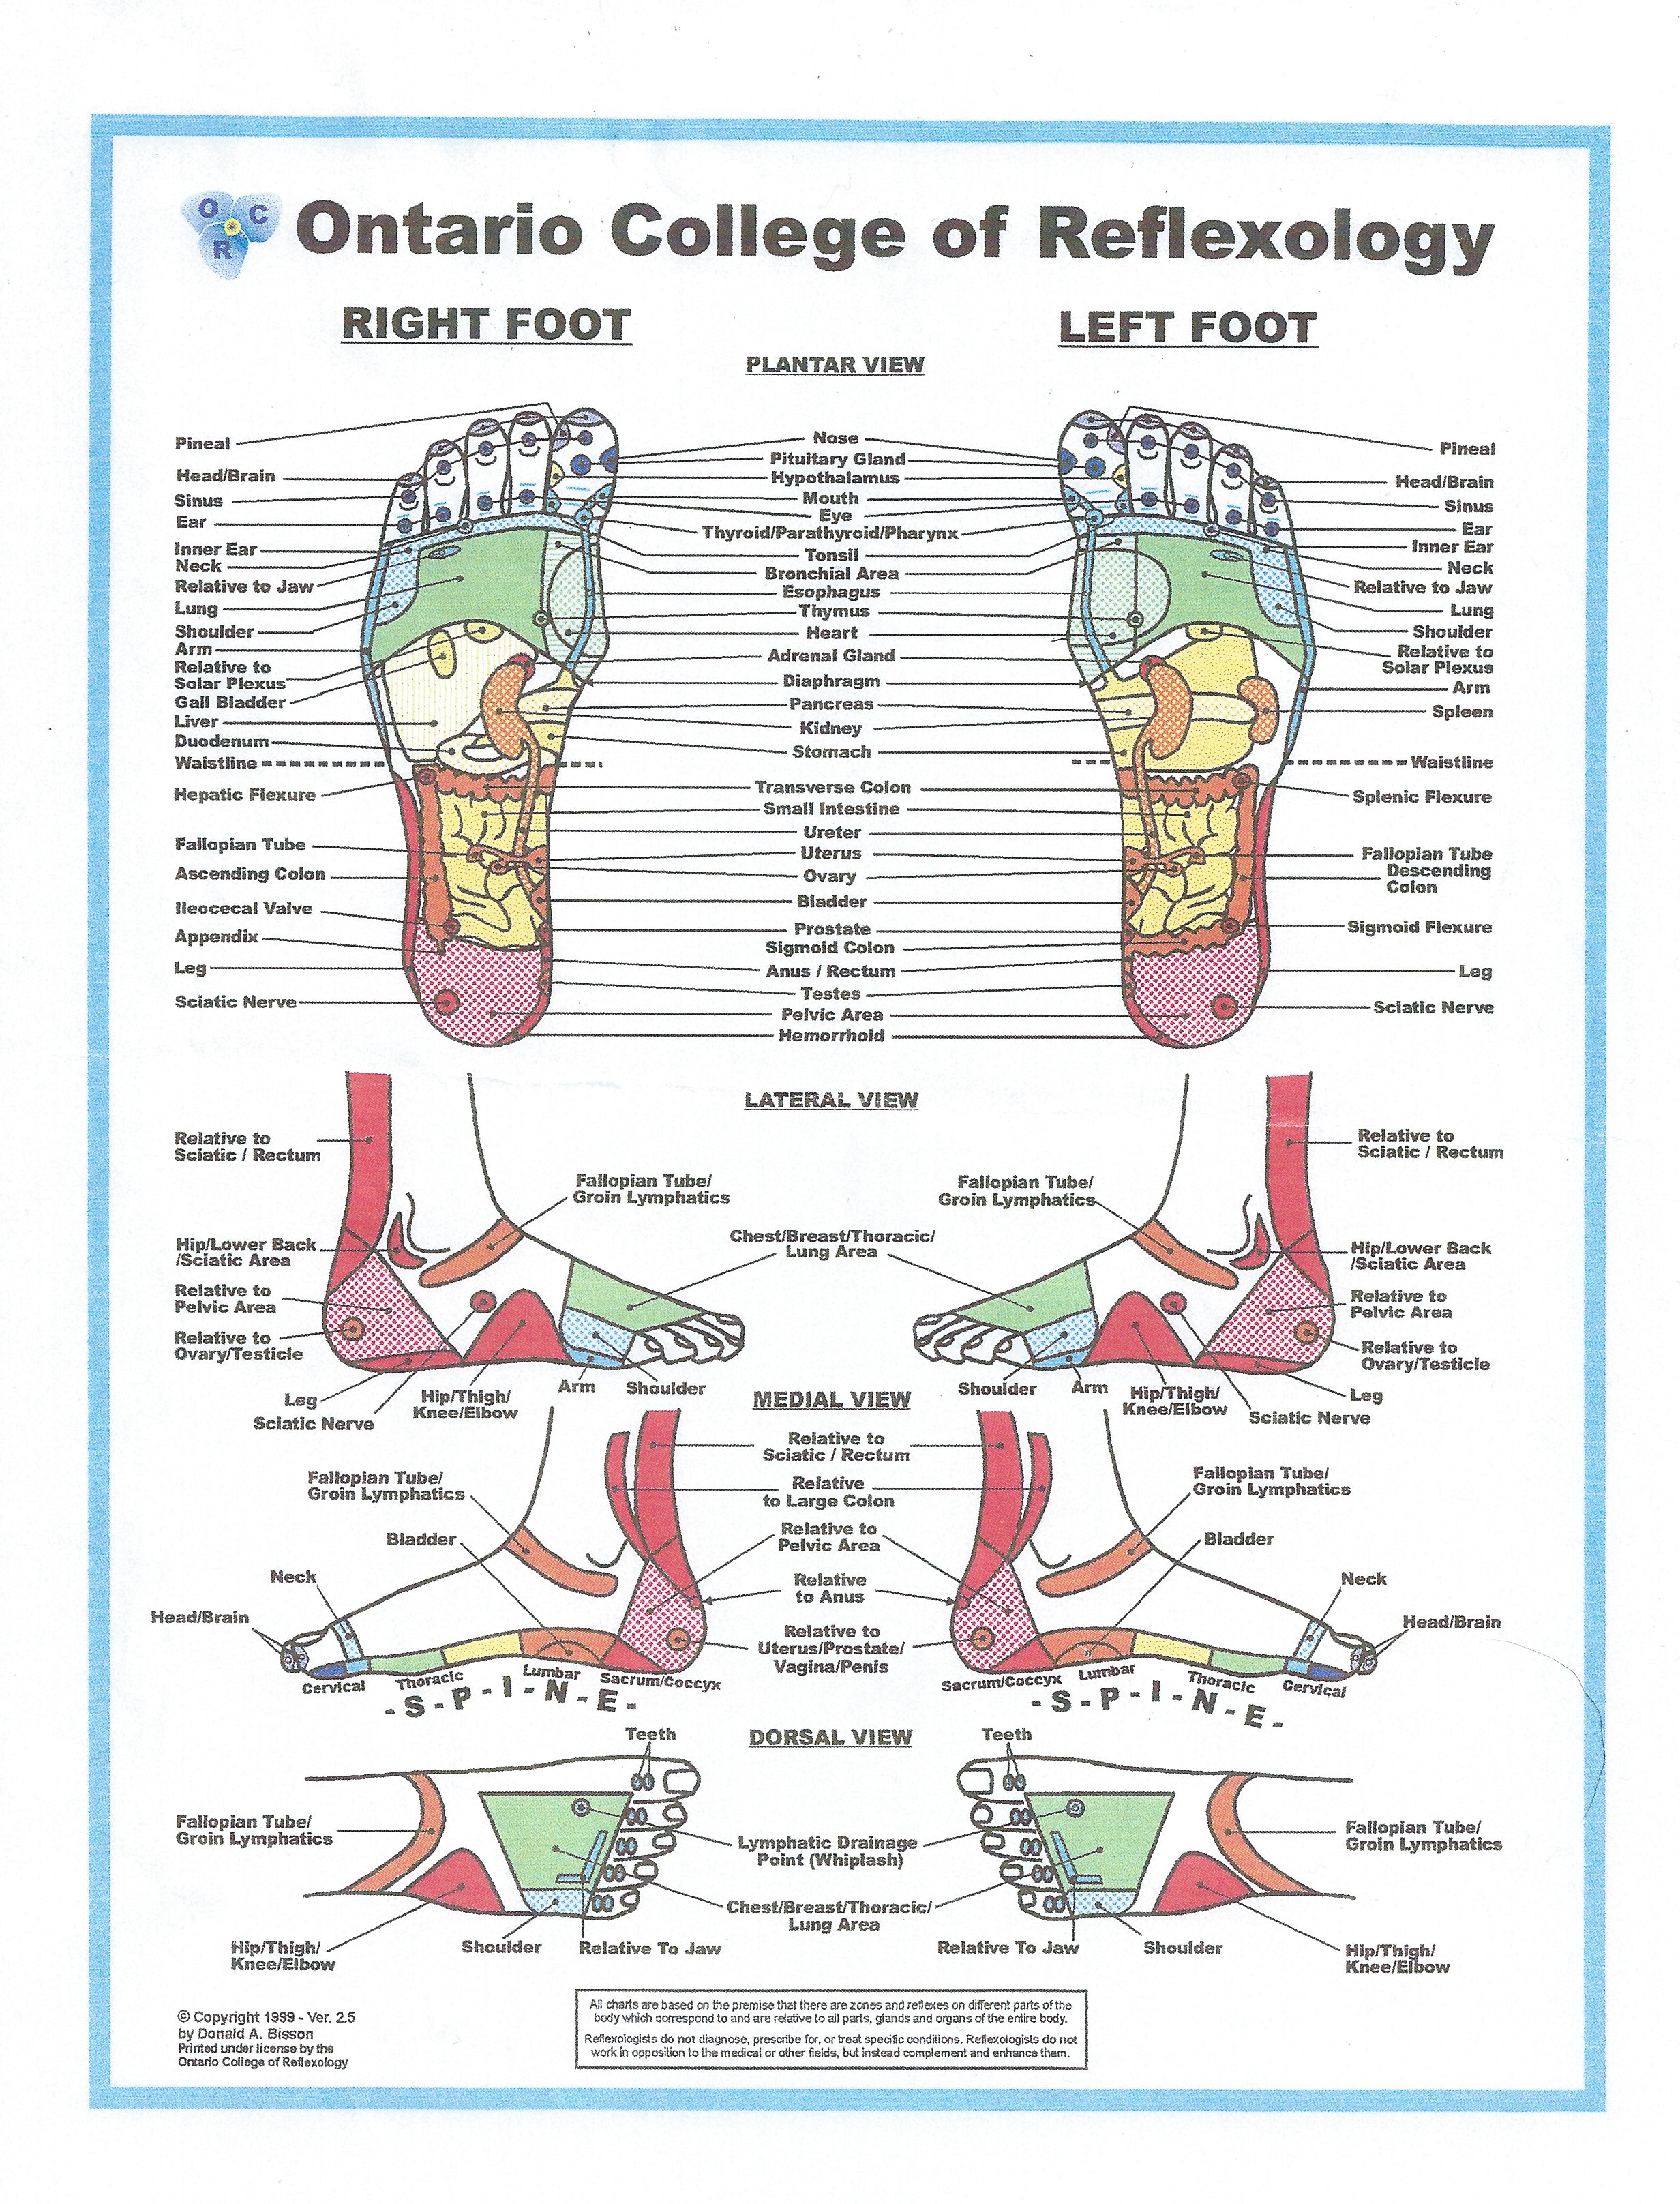 O C
R
Ontario College of Reflexology
RIGHT FOOT
LEFT FOOT
PLANTAR VIEW
Pineal
Head/Brain
Sinus
Ear
Inner Ear
Neck
Relative to Jaw
Lung
Shoulder
Arm
Relative to
Solar Plexus
Gall Bladder
Liver
Duodenum
Waistline
Hepatic Flexure
Fallopian Tube
Ascending Colon
Ileocecal Valve
Appendix
Leg
Sciatic Nerve
Nose
Pituitary Gland
Hypothalamus
Mouth
Eye
Thyroid/Parathyroid/Pharynx
Tonsil
Bronchial Area
Esophagus
Thymus
Heart
Adrenal Gland
Diaphragm
Pancreas
Kidney
Stomach
Transverse Colon
Small Intestine
Ureter
Uterus
Ovary
Bladder
Prostate
Sigmoid Colon
Anus / Rectum
Testes
Pelvic Area
Hemorrhoid
Pineal
Head/Brain
Sinus
Ear
Inner Ear
Neck
Relative to Jaw
Lung
Shoulder
Relative to
Solar Plexus
Arm
Spleen
Waistline
Splenic Flexure
Fallopian Tube
Descending
Colon
Sigmoid Flexure
Leg
Sciatic Nerve
LATERAL VIEW
Relative to
Sciatic / Rectum
Fallopian Tube/
Groin Lymphatics
Hip/Lower Back
/Sciatic Area
Relative to
Pelvic Area
Relative to
Ovary/Testicle
Leg
Sciatic Nerve
Hip/Thigh/
Knee/Elbow
Arm
Shoulder
Chest/Breast/Thoracic/
Lung Area
Fallopian Tube/
Groin Lymphatics
Relative to
Sciatic / Rectum
Hip/Lower Back
/Sciatic Area
Relative to
Pelvic Area
Relative to
Ovary/Testicle
Shoulder
Arm
Hip/Thigh/
Knee/Elbow
Leg
Sciatic Nerve
MEDIAL VIEW
Fallopian Tube/
Groin Lymphatics
Bladder
Neck
Head/Brain
Cervical
Thoracic
Lumbar
Sacrum/Coccyx
-S-P-I-N-E-
Relative to
Sciatic / Rectum
Relative
to Large Colon
Relative to
Pelvic Area
Relative
to Anus
Relative to
Uterus/Prostate/
Vagina/Penis
Fallopian Tube/
Groin Lymphatics
Bladder
Neck
Head/Brain
Sacrum/Coccyx
Lumbar
Thoracic
Cervical
-S-P-I-N-E-
DORSAL VIEW
Teeth
Fallopian Tube/
Groin Lymphatics
Hip/Thigh/
Knee/Elbow
Shoulder
Relative To Jaw
Lymphatic Drainage
Point (Whiplash)
Chest/Breast/Thoracic/
Lung Area
Teeth
Fallopian Tube/
Groin Lymphatics
Relative To Jaw
Shoulder
Hip/Thigh/
Knee/Elbow
© Copyright 1999 - Ver. 2.5
by Donald A. Bisson
Printed under license by the
Ontario College of Reflexology
All charts are based on the premise that there are zones and reflexes on different parts of the
body which correspond to and are relative to all parts, glands and organs of the entire body.
Reflexologists do not diagnose, prescribe for, or treat specific conditions. Reflexologists do not
work in opposition to the medical or other fields, but instead complement and enhance them.